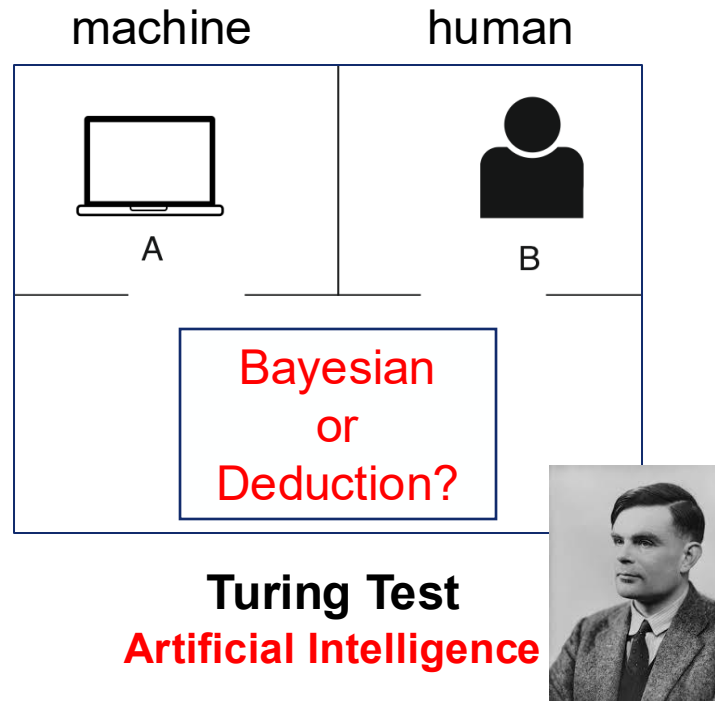 machine human
A
B
Bayesian
or
Deduction?
Turing Test
Artificial Intelligence